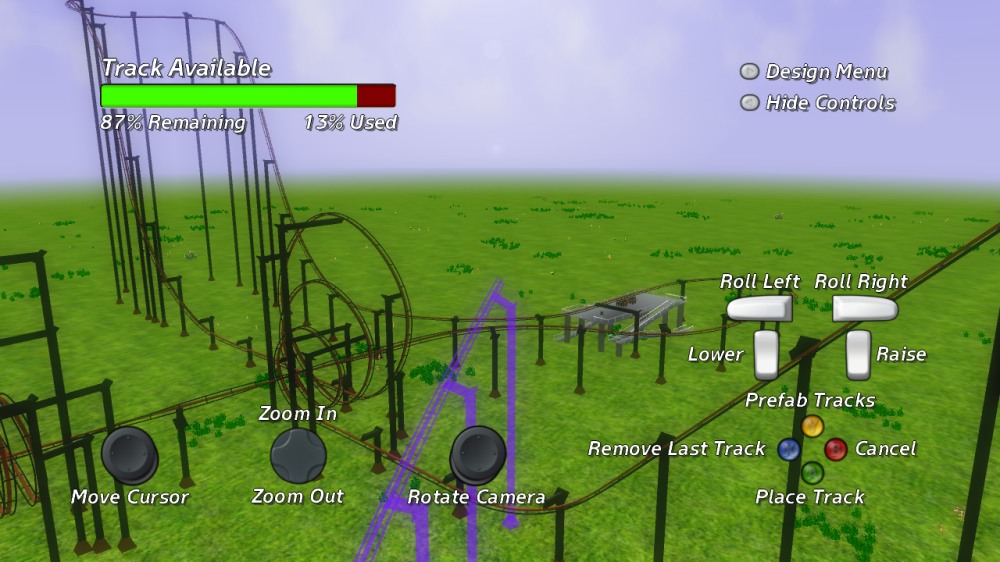 Track Available
87% Remaining
13% Used
Design Menu
Hide Controls
Roll Left
Roll Right
Lower
Raise
Prefab Tracks
Zoom In
Remove Last Track
Cancel
Move Cursor
Zoom Out
Rotate Camera
Place Track